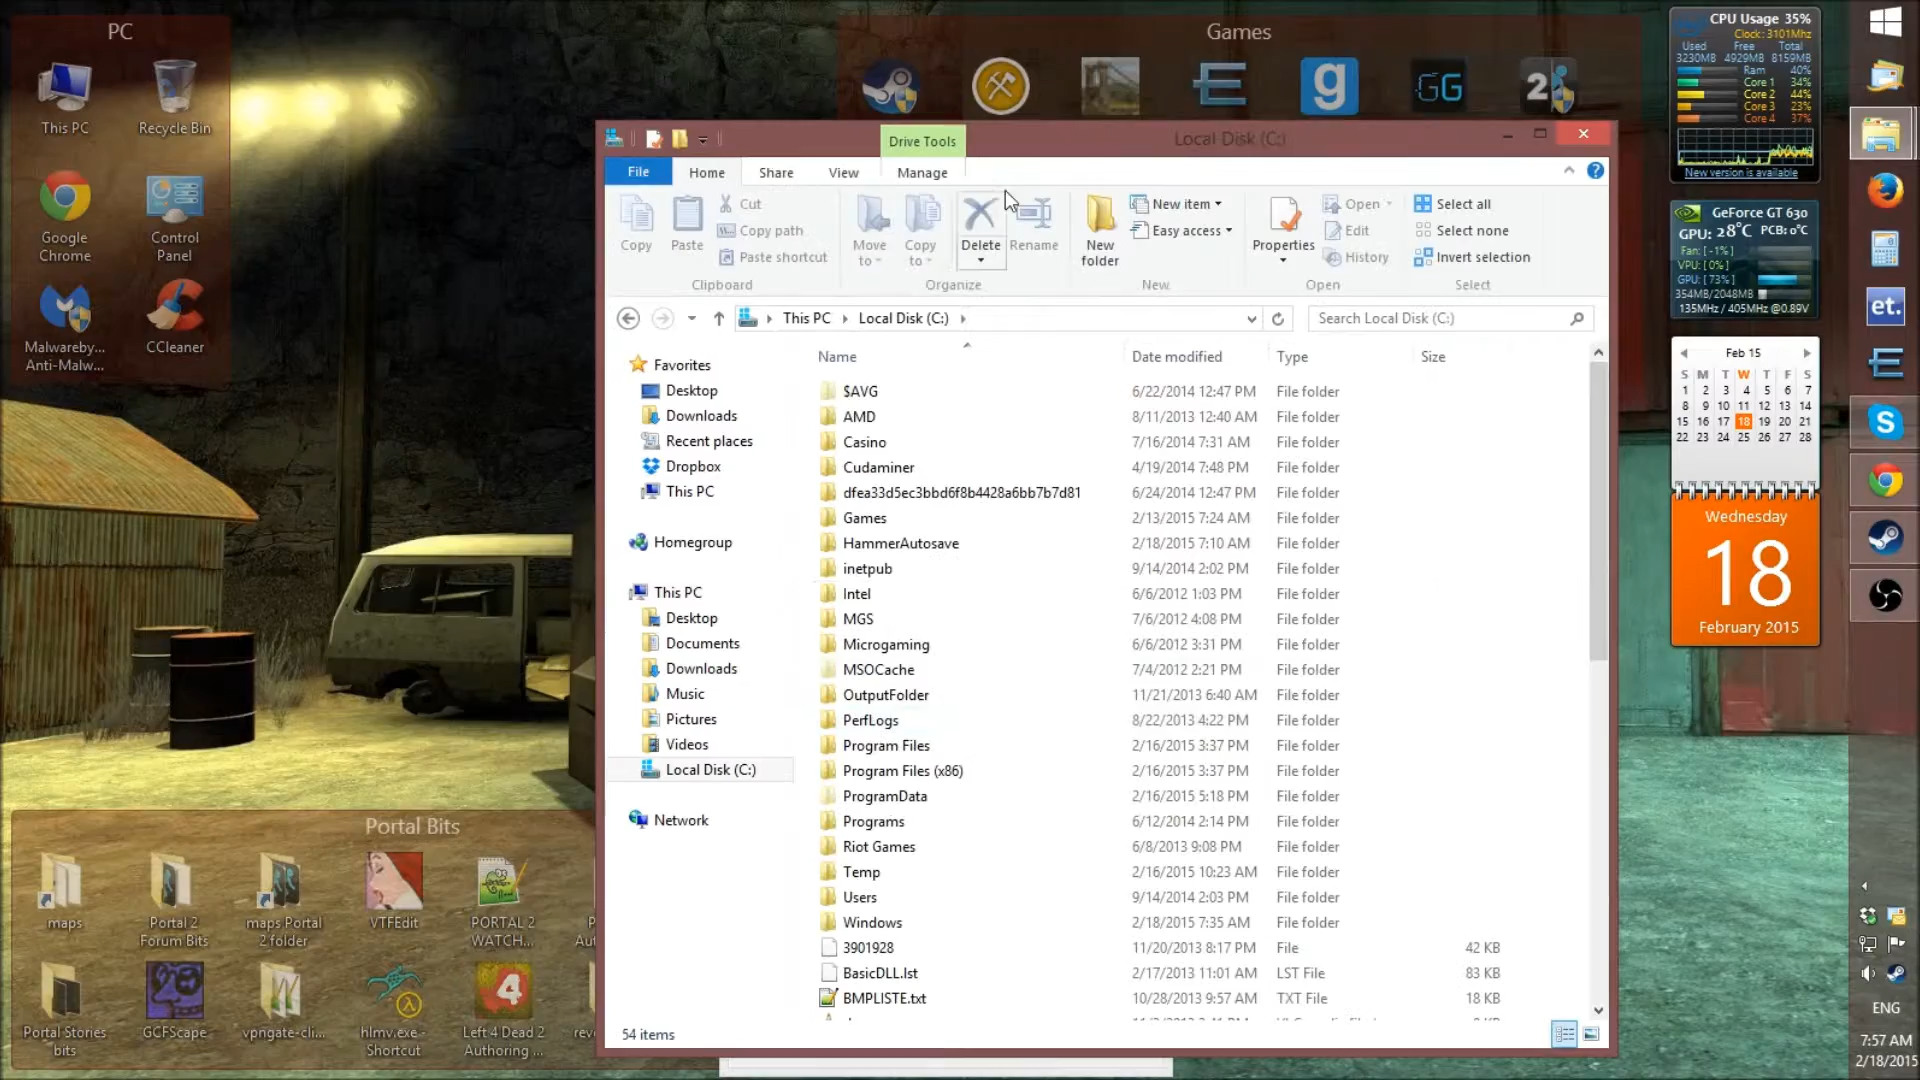 PC
This PC
Recycle Bin
Google
Chrome
Control
Panel
Malwareby...
Anti-Malw...
CCleaner
Games
g
GG
2
Drive Tools
Local Disk (C:)
File
Home
Share
View
Manage
Copy
Paste
Cut
Copy path
Paste shortcut
Clipboard
Move
to
Copy
to
Delete
Rename
Organize
New
folder
New item
Easy access
New
Properties
Open
Edit
History
Open
Select all
Select none
Invert selection
Select
This PC
Local Disk (C:)
Search Local Disk (C:)
Favorites
Desktop
Downloads
Recent places
Dropbox
This PC
Homegroup
This PC
Desktop
Documents
Downloads
Music
Pictures
Videos
Local Disk (C:)
Network
Name Date modified Type Size
$AVG 6/22/2014 12:47 PM File folder
AMD 8/11/2013 12:40 AM File folder
Casino 7/16/2014 7:31 AM File folder
Cudaminer 4/19/2014 7:48 PM File folder
dfea33d5ec3bbd6f8b4428a6bb7b7d81 6/24/2014 12:47 PM File folder
Games 2/13/2015 7:24 AM File folder
HammerAutosave 2/18/2015 7:10 AM File folder
inetpub 9/14/2014 2:02 PM File folder
Intel 6/6/2012 1:03 PM File folder
MGS 7/6/2012 4:08 PM File folder
Microgaming 6/6/2012 3:31 PM File folder
MSOCache 7/4/2012 2:21 PM File folder
OutputFolder 11/21/2013 6:40 AM File folder
PerfLogs 8/22/2013 4:22 PM File folder
Program Files 2/16/2015 3:37 PM File folder
Program Files (x86) 2/16/2015 3:37 PM File folder
ProgramData 2/16/2015 5:18 PM File folder
Programs 6/12/2014 2:14 PM File folder
Riot Games 6/8/2013 9:08 PM File folder
Temp 2/16/2015 10:23 AM File folder
Users 9/14/2014 2:03 PM File folder
Windows 2/18/2015 7:35 AM File folder
3901928 11/20/2013 8:17 PM File 42 KB
BasicDLL.lst 2/17/2013 11:01 AM LST File 83 KB
BMPLISTE.txt 10/28/2013 9:57 AM TXT File 18 KB
54 items
Portal Bits
maps
Portal 2
Forum Bits
maps Portal
2 folder
VTFEdit
PORTAL 2
WATCH...
Portal Stories
bits
GCFScape
vpngate-cli...
hlmv.exe -
Shortcut
4
Left 4 Dead 2
Authoring ...
CPU Usage 35%
Clock: 3101Mhz
Used Free Total
3230MB 4929MB 8159MB
Ram 40%
Core 1 34%
Core 2 44%
Core 3 23%
Core 4 37%
New version is available
GeForce GT 630
GPU: 28°C PCB: 0°C
Fan: [ -1% ]
VPU: [ 0% ]
GPU: [ 73% ]
354MB/2048MB
135MHz / 405MHz @0.89V
Feb 15
S M T W T F S
1 2 3 4 5 6 7
8 9 10 11 12 13 14
15 16 17 18 19 20 21
22 23 24 25 26 27 28
Wednesday
18
February 2015
et.
S
ENG
7:57 AM
2/18/2015